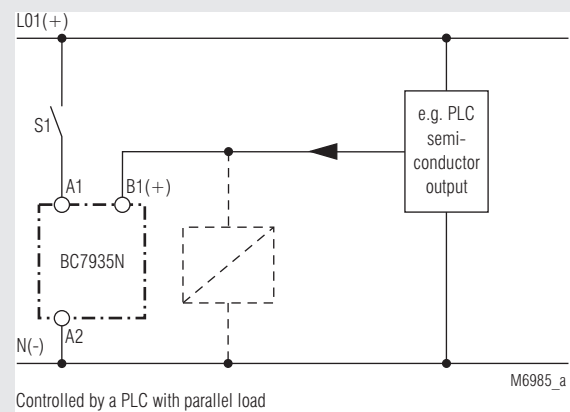 L01(+)
S1
A1
B1(+)
e.g. PLC
semi-
conductor
output
BC7935N
A2
N(-)
M6985_a
Controlled by a PLC with parallel load